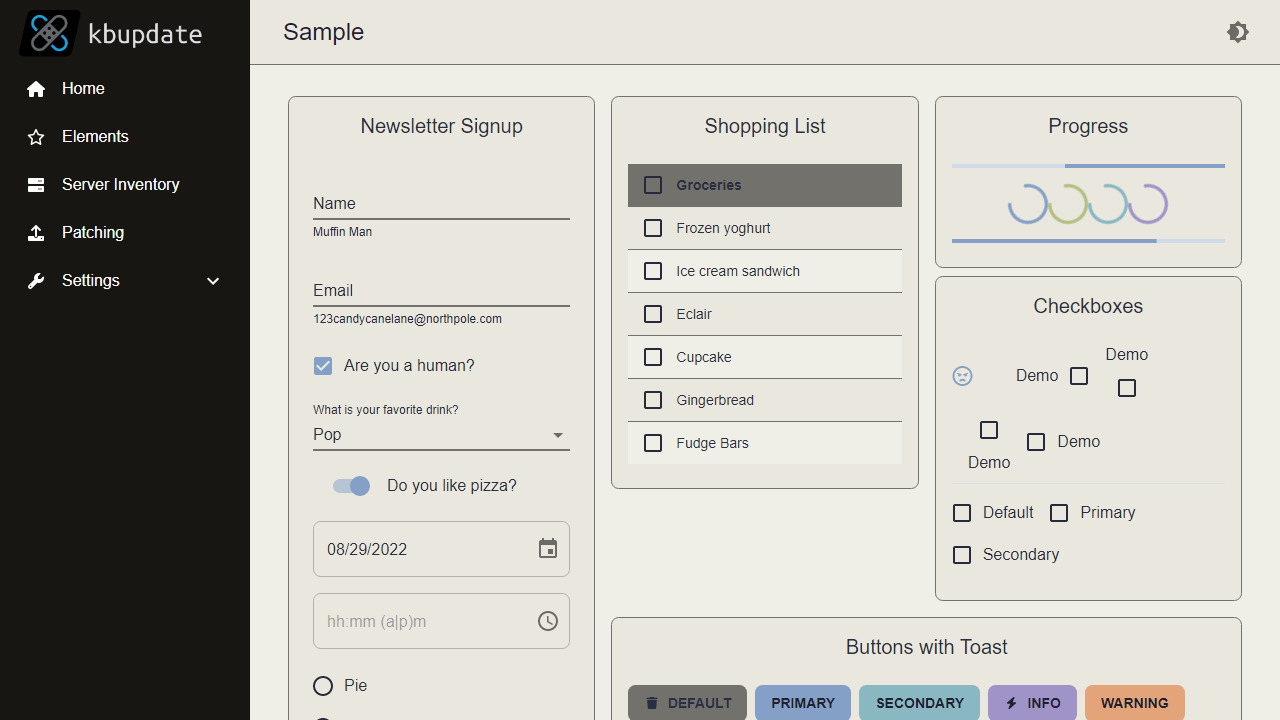 kbupdate
Home
Elements
Server Inventory
Patching
Settings
Sample
Newsletter Signup
Name
Muffin Man
Email
123candycanelane@northpole.com
Are you a human?
What is your favorite drink?
Pop
Do you like pizza?
08/29/2022
hh:mm (a|p)m
Pie
Shopping List
Groceries
Frozen yoghurt
Ice cream sandwich
Eclair
Cupcake
Gingerbread
Fudge Bars
Progress
Checkboxes
Demo
Demo
Demo
Demo
Default
Primary
Secondary
Buttons with Toast
DEFAULT
PRIMARY
SECONDARY
INFO
WARNING